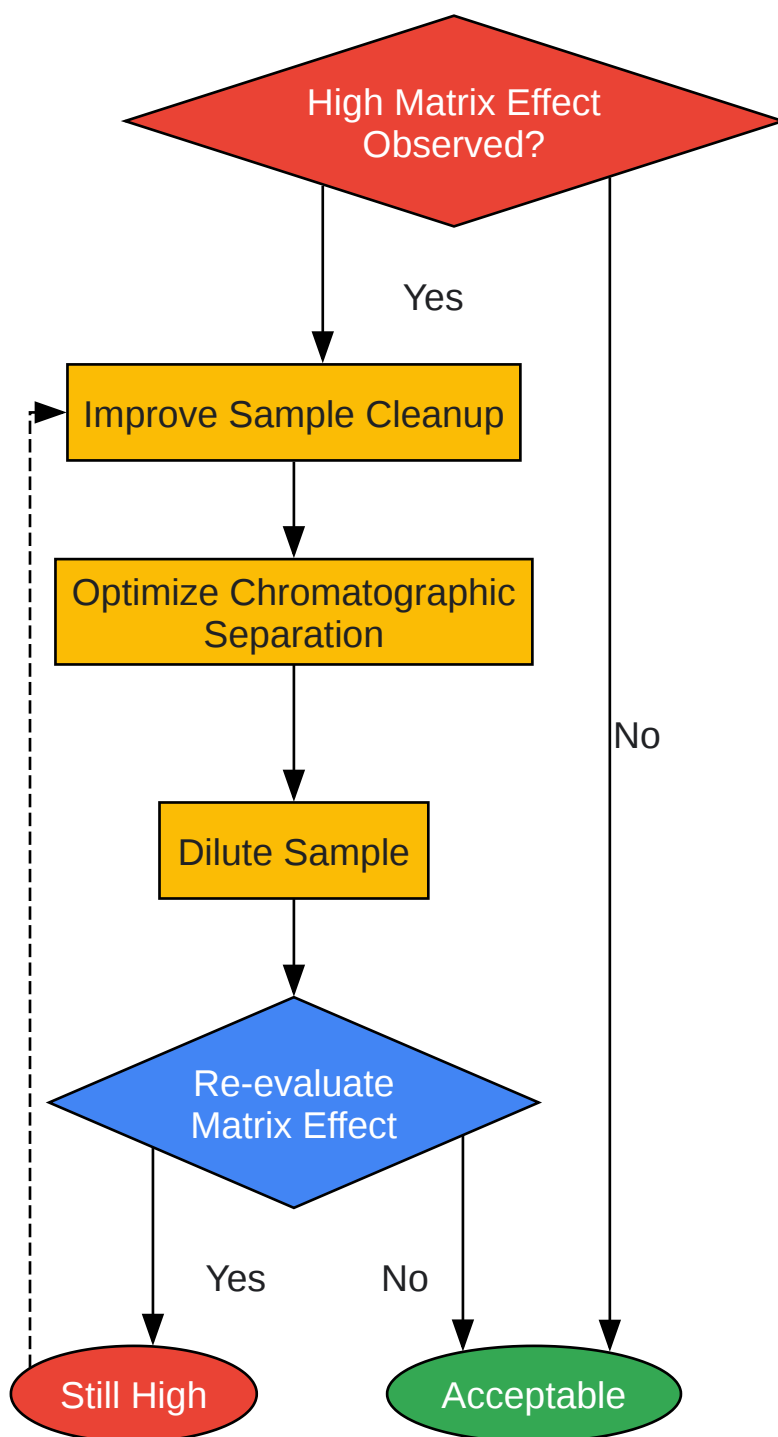 High Matrix Effect
Observed?
Yes
Improve Sample Cleanup
Optimize Chromatographic
Separation
No
Dilute Sample
Re-evaluate
Matrix Effect
Yes
No
Still High
Acceptable